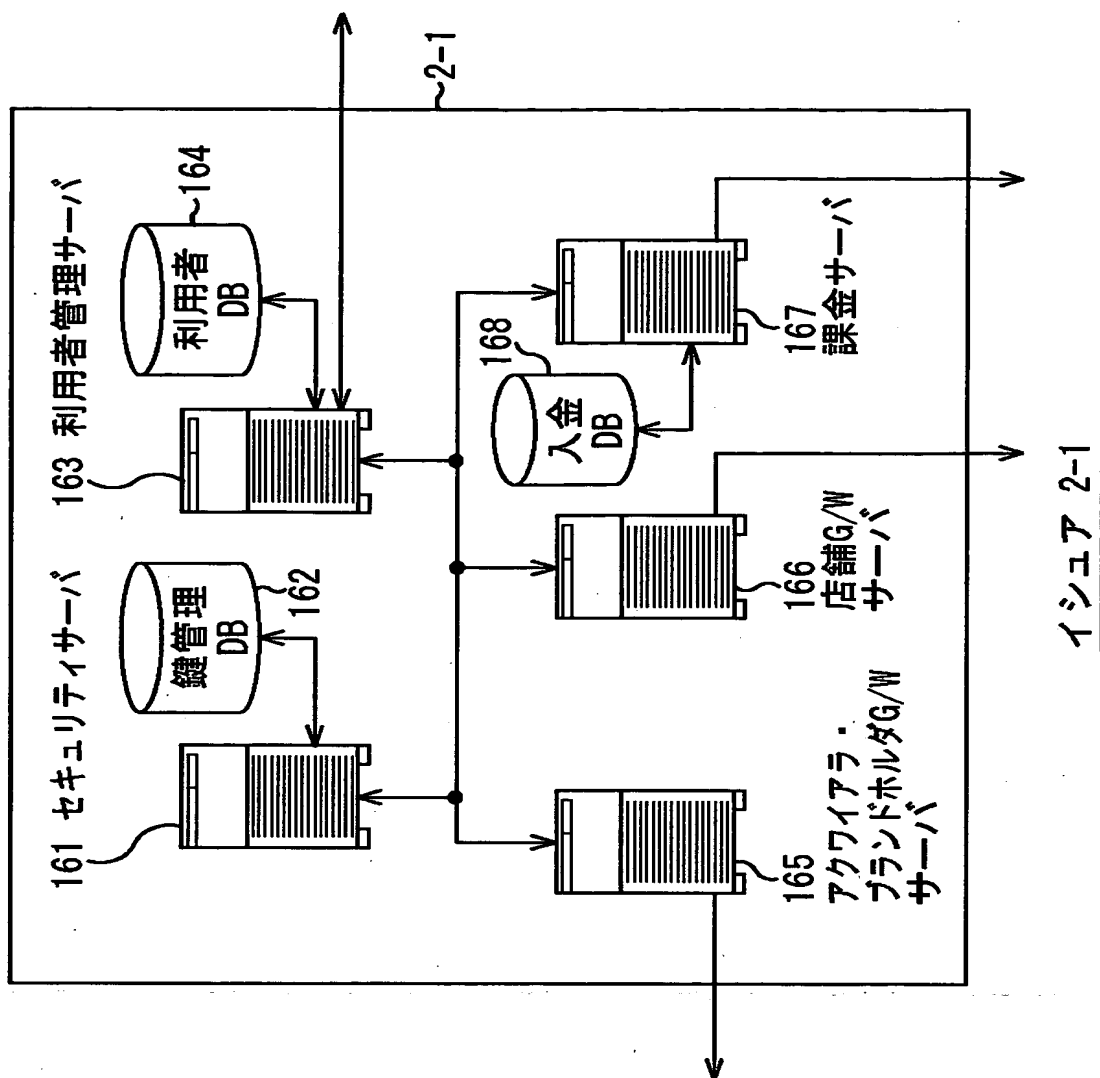 2-1
161 セキュリティサーバ
鍵管理
DB
162
163 利用者管理サーバ
利用者
DB
164
165
アクワイアラ・
ブランドホルダG/W
サーバ
166
店舗G/W
サーバ
入金
DB
168
167
課金サーバ
イシュア 2-1